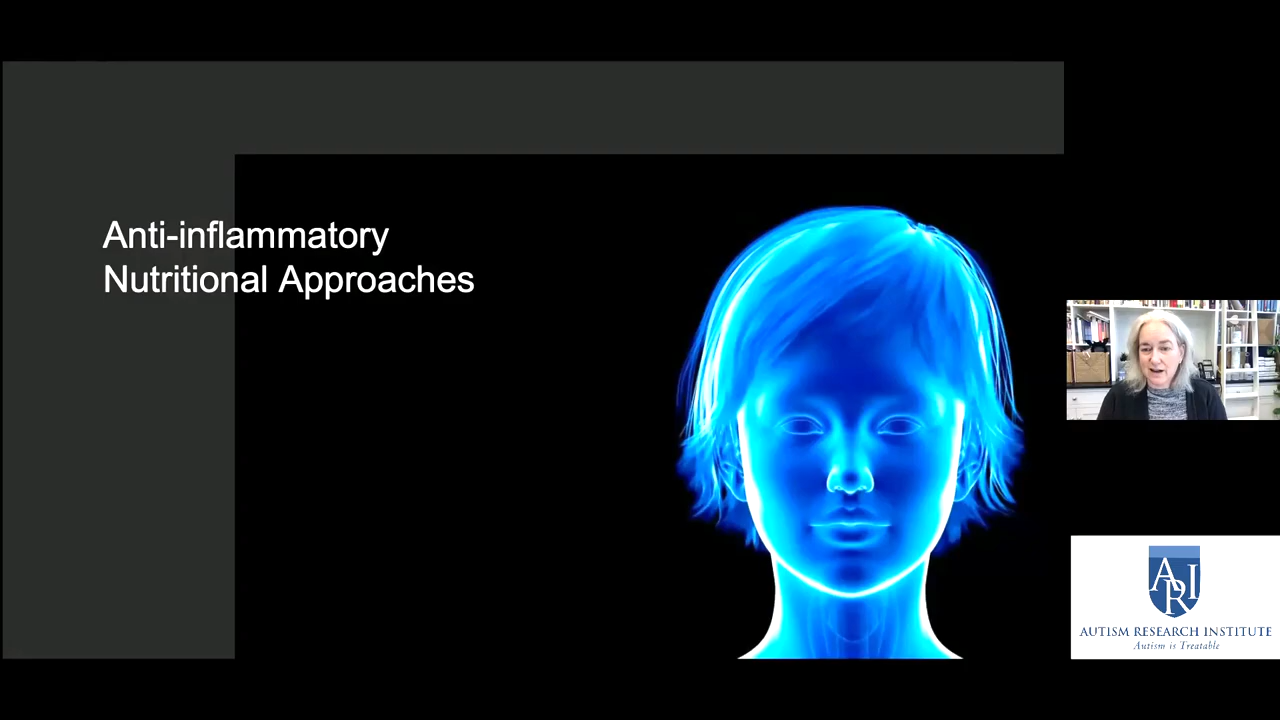 Anti-inflammatory
Nutritional Approaches
ARI
AUTISM RESEARCH INSTITUTE
Autism is Treatable